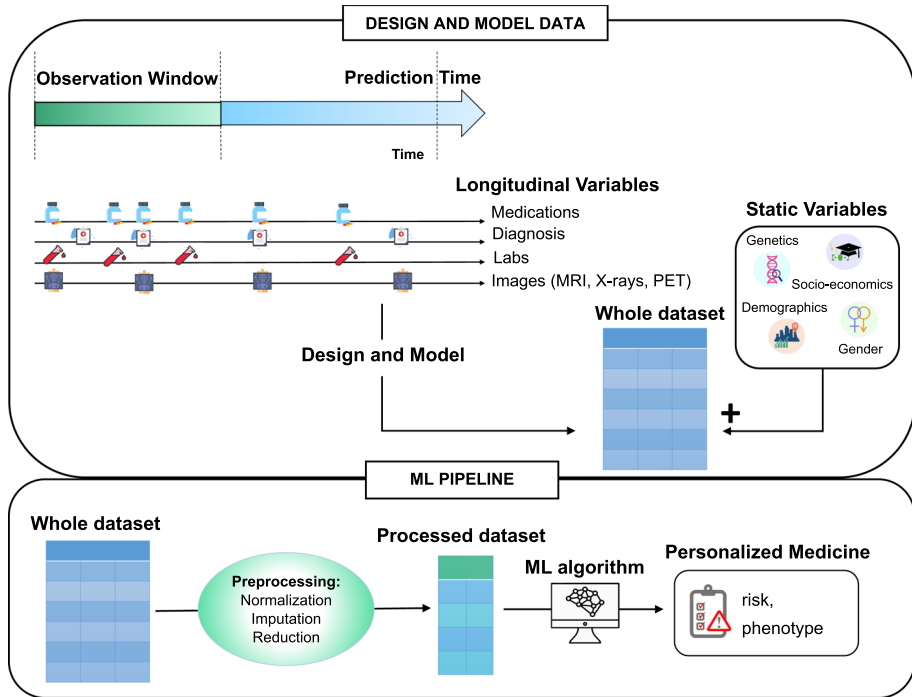 DESIGN AND MODEL DATA
Observation Window
Prediction Time
Time
Longitudinal Variables
Medications
Diagnosis
Labs
Images (MRI, X-rays, PET)
Static Variables
Genetics
Socio-economics
Demographics
Gender
Whole dataset
Design and Model
+
ML PIPELINE
Whole dataset
Preprocessing:
Normalization
Imputation
Reduction
Processed dataset
ML algorithm
Personalized Medicine
risk,
phenotype